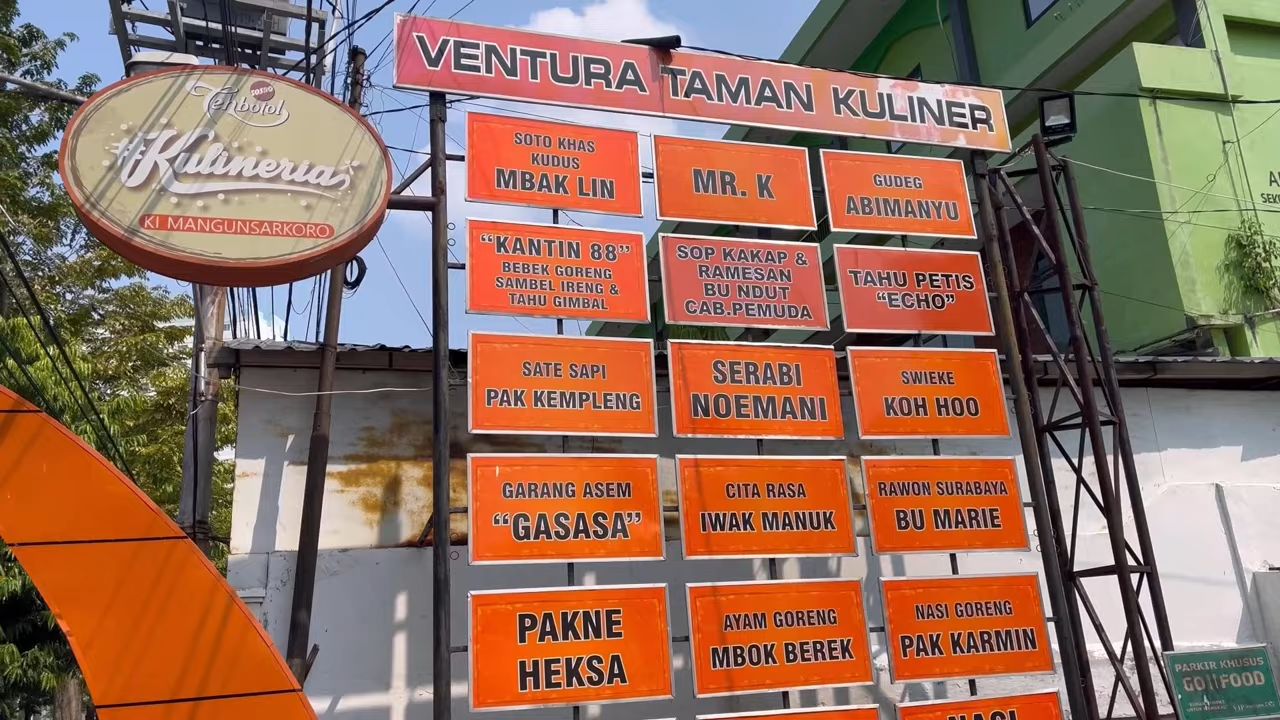 SOSRO
Tehbotol
#Kulineria
KI MANGUNSARKORO
VENTURA TAMAN KULINER
SOTO KHAS
KUDUS
MBAK LIN
MR. K
GUDEG
ABIMANYU
“KANTIN 88”
BEBEK GORENG
SAMBEL IRENG &
TAHU GIMBAL
SOP KAKAP &
RAMESAN
BU NDUT
CAB.PEMUDA
TAHU PETIS
“ECHO”
SATE SAPI
PAK KEMPLENG
SERABI
NOEMANI
SWIEKE
KOH HOO
GARANG ASEM
“GASASA”
CITA RASA
IWAK MANUK
RAWON SURABAYA
BU MARIE
PAKNE
HEKSA
AYAM GORENG
MBOK BEREK
NASI GORENG
PAK KARMIN
NASI
PARKIR KHUSUS
GO FOOD